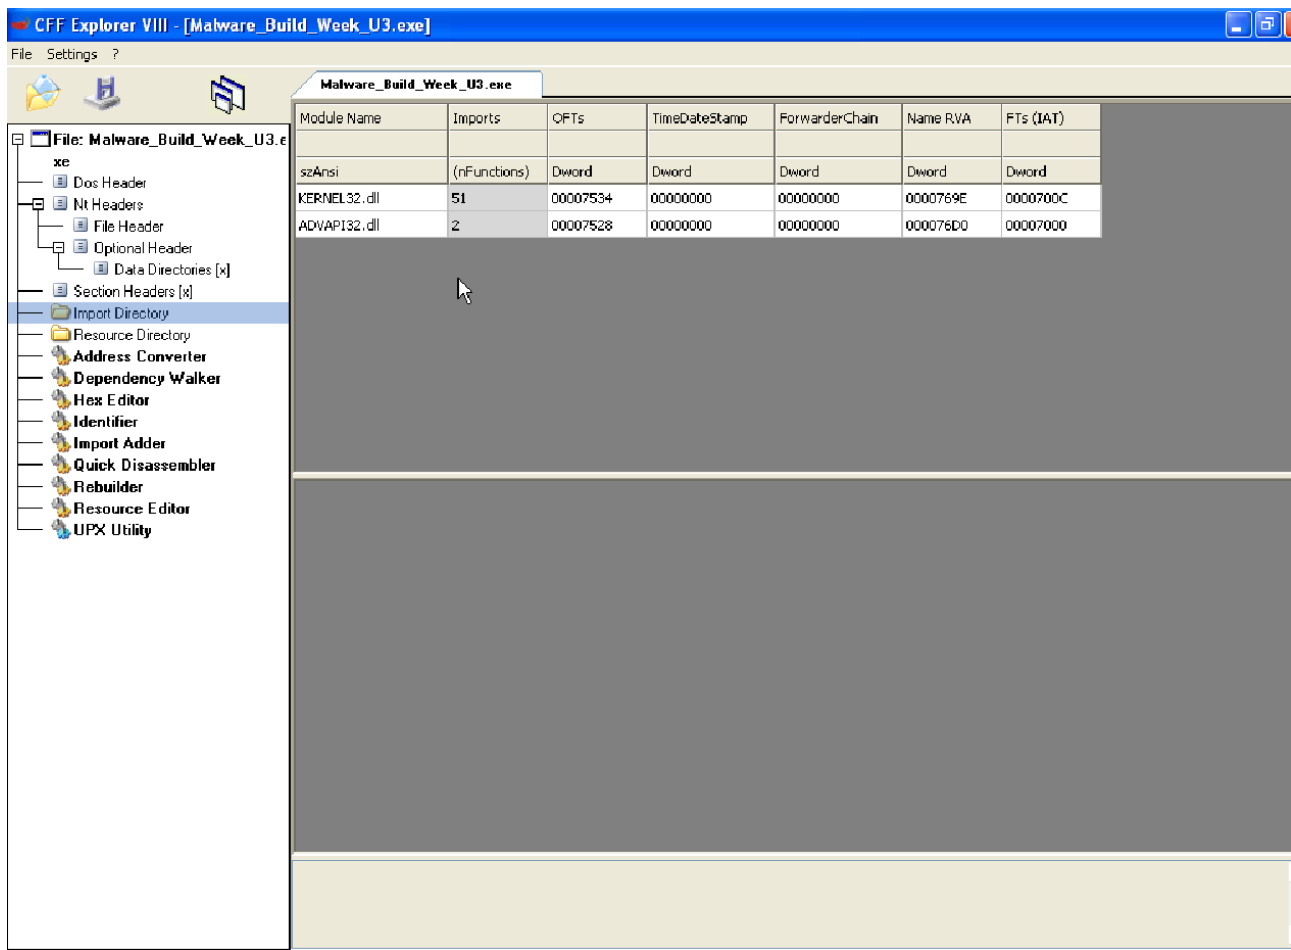 CFF Explorer VIII - [Malware_Build_Week_U3.exe]
File Settings ?
Malware_Build_Week_U3.exe
File: Malware_Build_Week_U3.e
xe
Dos Header
Nt Headers
File Header
Optional Header
Data Directories [x]
Section Headers [x]
Import Directory
Resource Directory
Address Converter
Dependency Walker
Hex Editor
Identifier
Import Adder
Quick Disassembler
Rebuilder
Resource Editor
UPX Utility
Module Name Imports OFTs TimeDateStamp ForwarderChain Name RVA FTs (IAT)
szAnsi (nFunctions) Dword Dword Dword Dword Dword
KERNEL32.dll 51 00007534 00000000 00000000 0000769E 0000700C
ADVAPI32.dll 2 00007528 00000000 00000000 000076D0 00007000